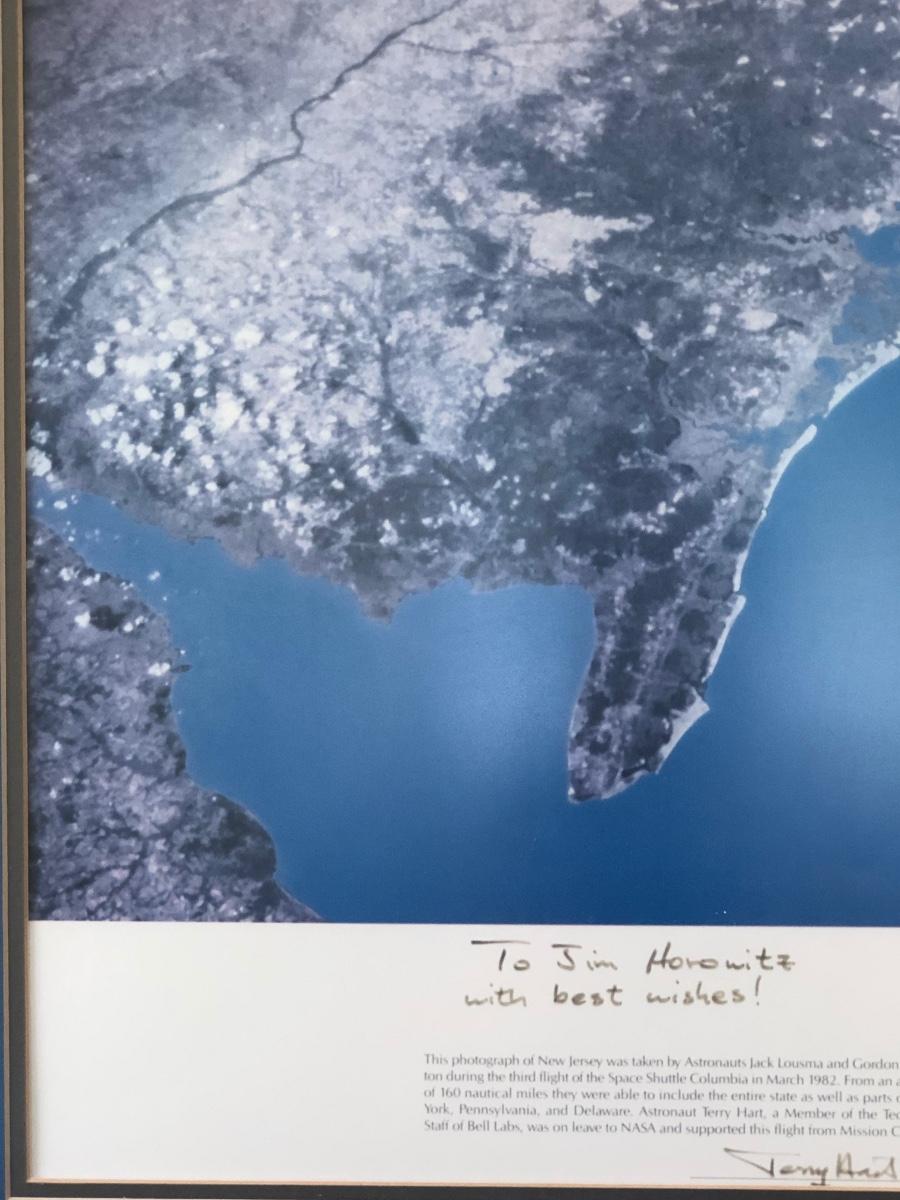 To Jim Horowitz
with best wishes!
This photograph of New Jersey was taken by Astronauts Jack Lousma and Gordon
ton during the third flight of the Space Shuttle Columbia in March 1982. From an a
of 160 nautical miles they were able to include the entire state as well as parts
York, Pennsylvania, and Delaware. Astronaut Terry Hart, a Member of the Tec
Staff of Bell Labs, was on leave to NASA and supported this flight from Mission C
Terry Hart